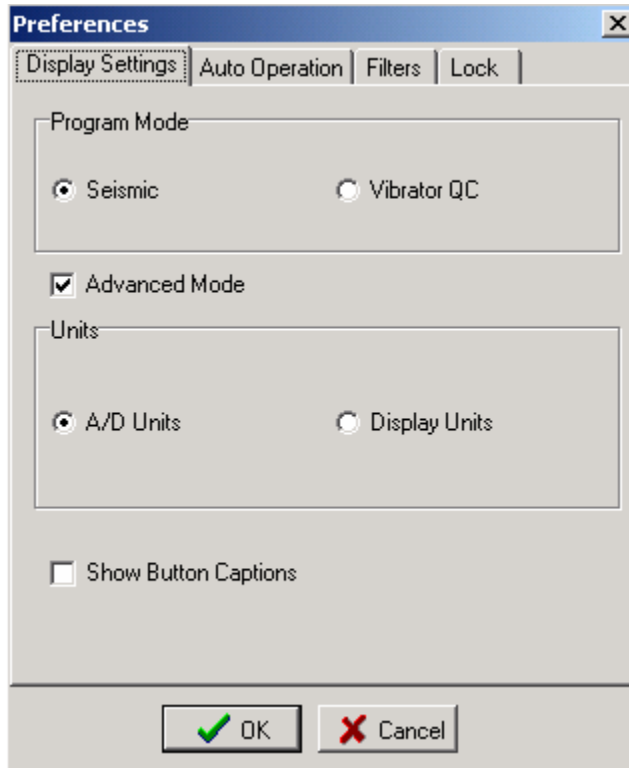 Preferences
Display Settings Auto Operation Filters Lock
Program Mode
Seismic Vibrator QC
Advanced Mode
Units
A/D Units Display Units
Show Button Captions
OK Cancel